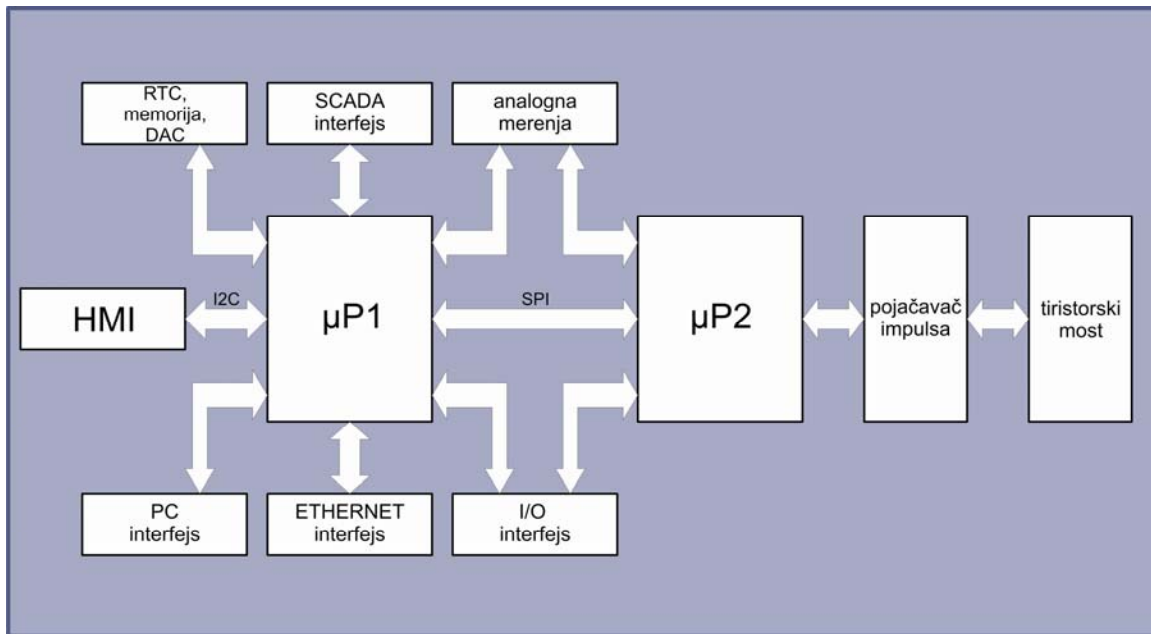 RTC,
memorija,
DAC
SCADA
interfejs
analogna
merenja
HMI
I2C
µP1
SPI
µP2
pojačavač
impulsa
tiristorski
most
PC
interfejs
ETHERNET
interfejs
I/O
interfejs